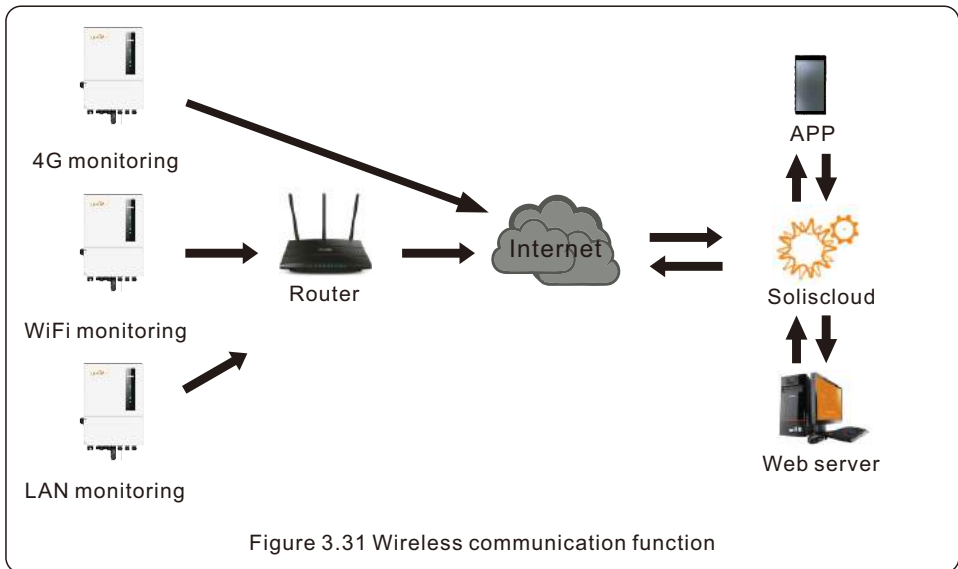 4G monitoring
WiFi monitoring
LAN monitoring
Router
Internet
APP
Soliscloud
Web server
Figure 3.31 Wireless communication function